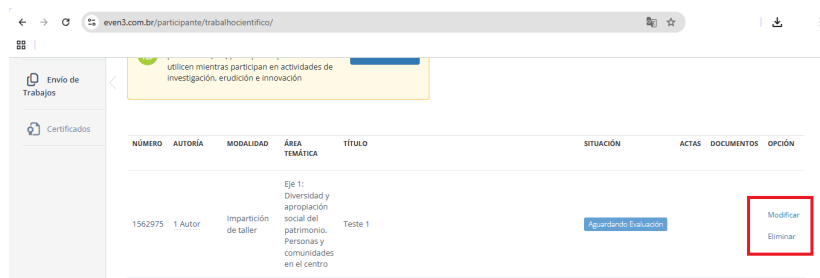 even3.com.br/participante/trabalhocientifico/
utilicen mientras participan en actividades de
investigación, erudición e innovación
Envío de
Trabajos
Certificados
NÚMERO AUTORÍA MODALIDAD ÁREA TEMÁTICA TÍTULO SITUACIÓN ACTAS DOCUMENTOS OPCIÓN
1562975 1 Autor
Impartición
de taller
Eje 1:
Diversidad y
apropiación
social del
patrimonio.
Personas y
comunidades
en el centro
Teste 1
Aguardando Evaluación
Modificar
Eliminar